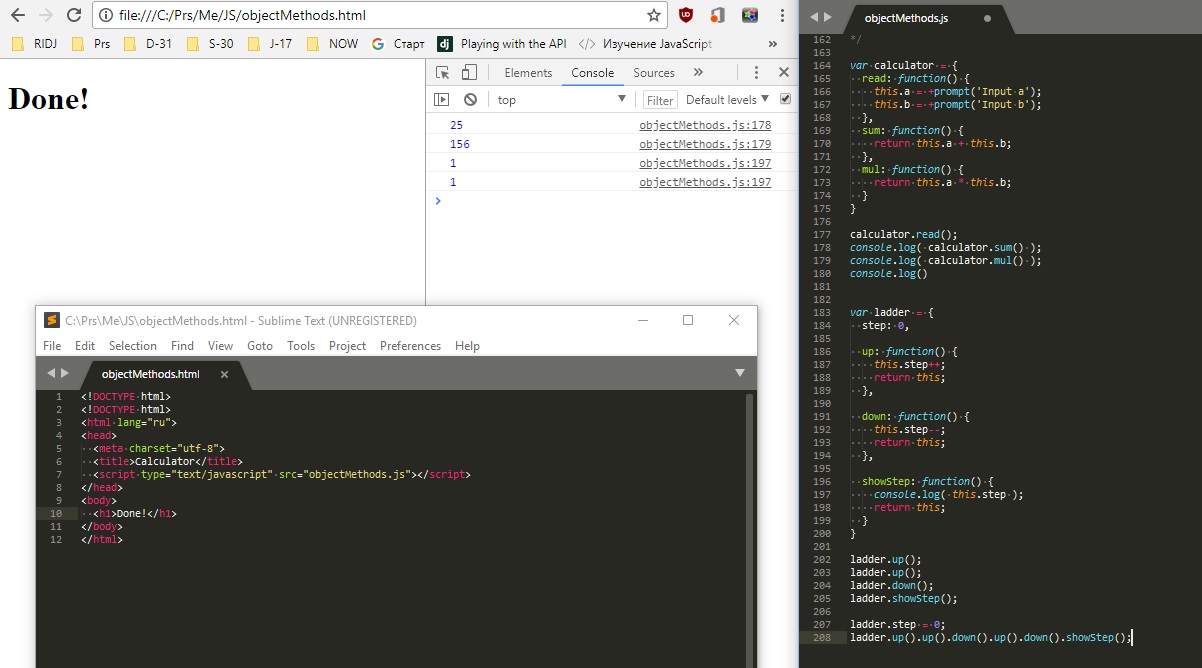 file:///C:/Prs/Me/JS/objectMethods.html
RIDJ Prs D-31 S-30 J-17 NOW Старт Playing with the API Изучение JavaScript »
Elements Console Sources »
top Filter Default levels
Done!
25 objectMethods.js:178
156 objectMethods.js:179
1 objectMethods.js:197
1 objectMethods.js:197
C:\Prs\Me\JS\objectMethods.html - Sublime Text (UNREGISTERED)
File Edit Selection Find View Goto Tools Project Preferences Help
objectMethods.html
1 <!DOCTYPE html>
2 <!DOCTYPE html>
3 <html lang="ru">
4 <head>
5 <meta charset="utf-8">
6 <title>Calculator</title>
7 <script type="text/javascript" src="objectMethods.js"></script>
8 </head>
9 <body>
10 <h1>Done!</h1>
11 </body>
12 </html>
objectMethods.js
162 */
163
164 var calculator = {
165 read: function() {
166 this.a = +prompt('Input a');
167 this.b = +prompt('Input b');
168 },
169 sum: function() {
170 return this.a + this.b;
171 },
172 mul: function() {
173 return this.a * this.b;
174 }
175 }
176
177 calculator.read();
178 console.log( calculator.sum() );
179 console.log( calculator.mul() );
180 console.log()
181
182
183 var ladder = {
184 step: 0,
185
186 up: function() {
187 this.step++;
188 return this;
189 },
190
191 down: function() {
192 this.step--;
193 return this;
194 },
195
196 showStep: function() {
197 console.log( this.step );
198 return this;
199 }
200 }
201
202 ladder.up();
203 ladder.up();
204 ladder.down();
205 ladder.showStep();
206
207 ladder.step = 0;
208 ladder.up().up().down().up().down().showStep();